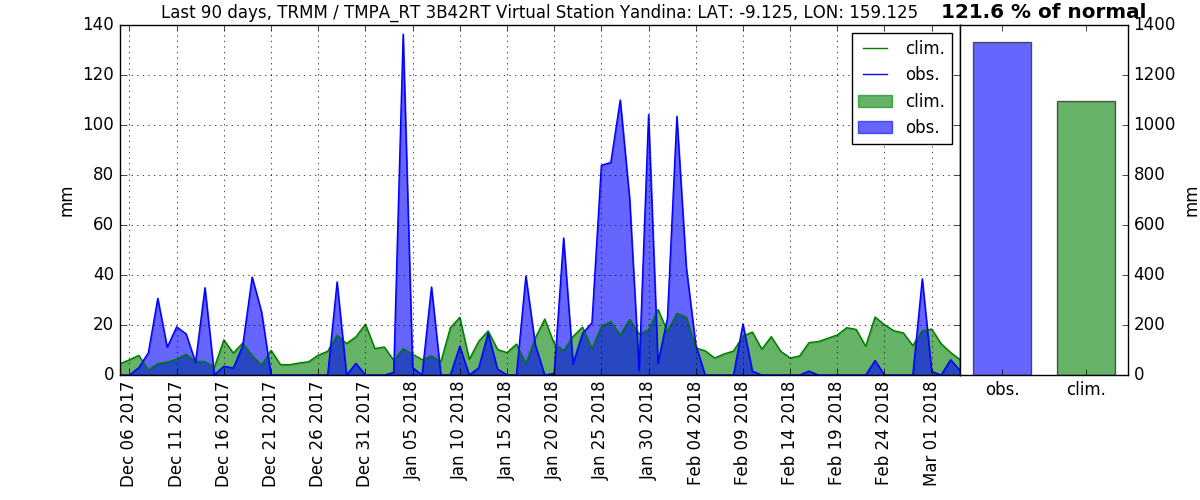 Last 90 days, TRMM / TMPA_RT 3B42RT Virtual Station Yandina: LAT: -9.125, LON: 159.125
121.6 % of normal
140
120
100
80
60
40
20
0
mm
clim.
obs.
clim.
obs.
1400
1200
1000
800
600
400
200
0
mm
Dec 06 2017
Dec 11 2017
Dec 16 2017
Dec 21 2017
Dec 26 2017
Dec 31 2017
Jan 05 2018
Jan 10 2018
Jan 15 2018
Jan 20 2018
Jan 25 2018
Jan 30 2018
Feb 04 2018
Feb 09 2018
Feb 14 2018
Feb 19 2018
Feb 24 2018
Mar 01 2018
obs.
clim.